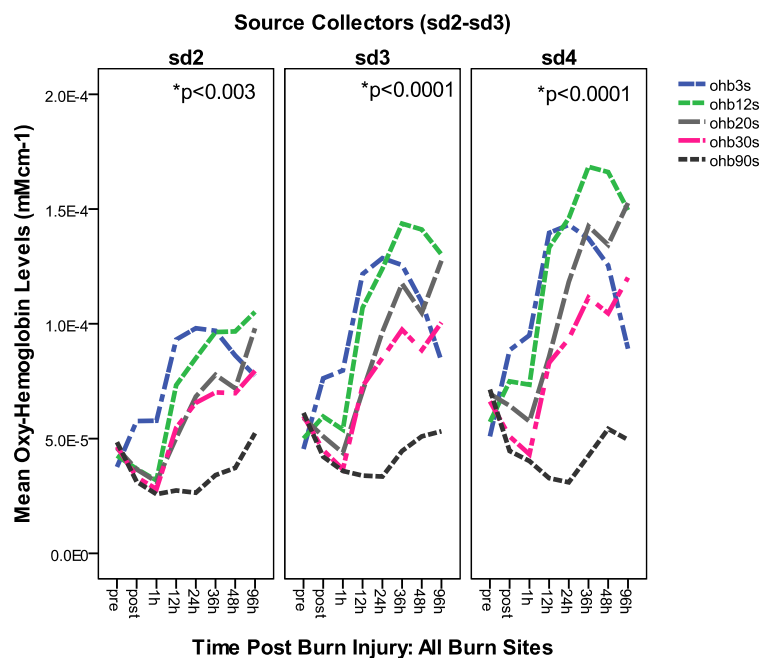 Source Collectors (sd2-sd3)
sd2
sd3
sd4
*p<0.003
*p<0.0001
*p<0.0001
ohb3s
ohb12s
ohb20s
ohb30s
ohb90s
Mean Oxy-Hemoglobin Levels (mMcm-1)
2.0E-4
1.5E-4
1.0E-4
5.0E-5
0.0E0
pre post 1h 12h 24h 36h 48h 96h
pre post 1h 12h 24h 36h 48h 96h
pre post 1h 12h 24h 36h 48h 96h
Time Post Burn Injury: All Burn Sites